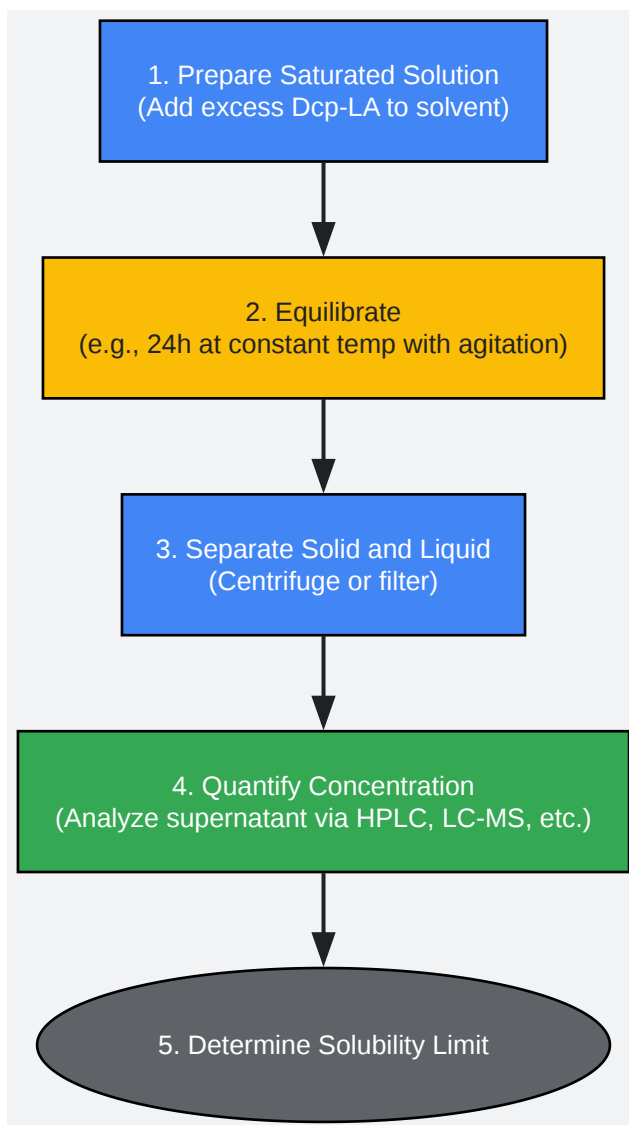 1. Prepare Saturated Solution
(Add excess Dcp-LA to solvent)
2. Equilibrate
(e.g., 24h at constant temp with agitation)
3. Separate Solid and Liquid
(Centrifuge or filter)
4. Quantify Concentration
(Analyze supernatant via HPLC, LC-MS, etc.)
5. Determine Solubility Limit